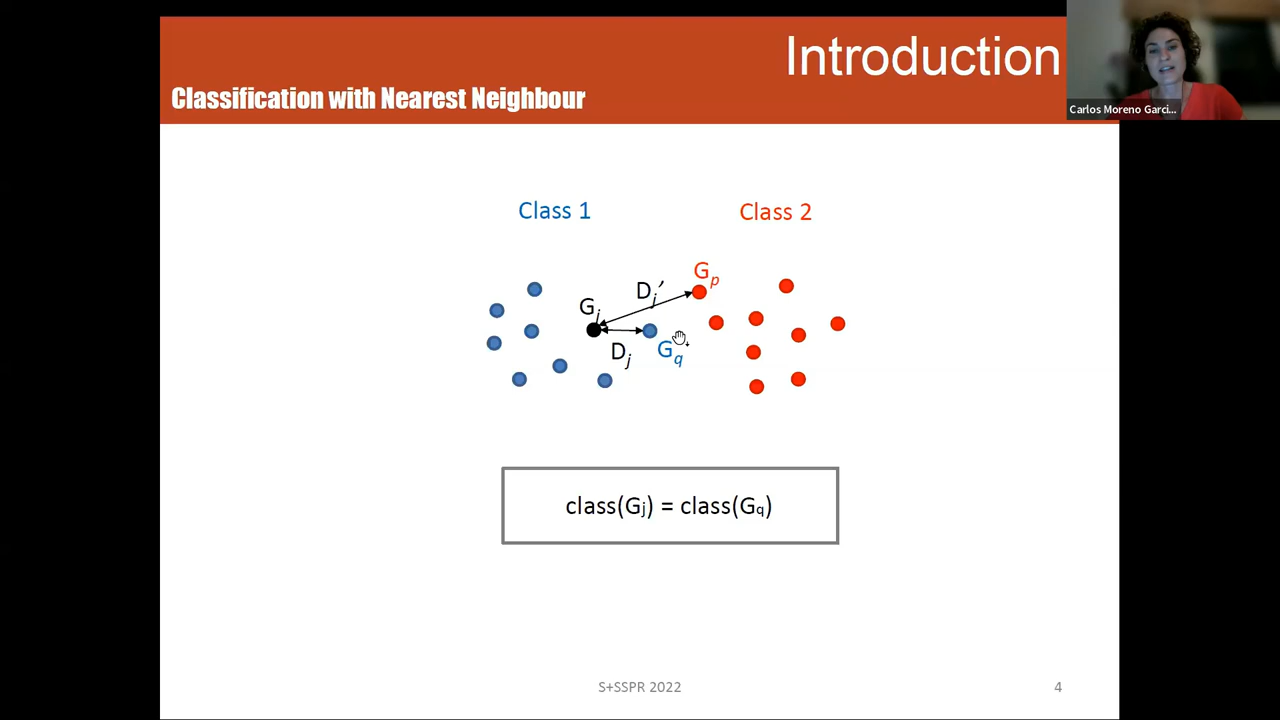 Introduction
Classification with Nearest Neighbour
Carlos Moreno Garci...
Class 1
Class 2
Gp
Dj′
Gj
Dj
Gq
class(Gj) = class(Gq)
S+SSPR 2022
4